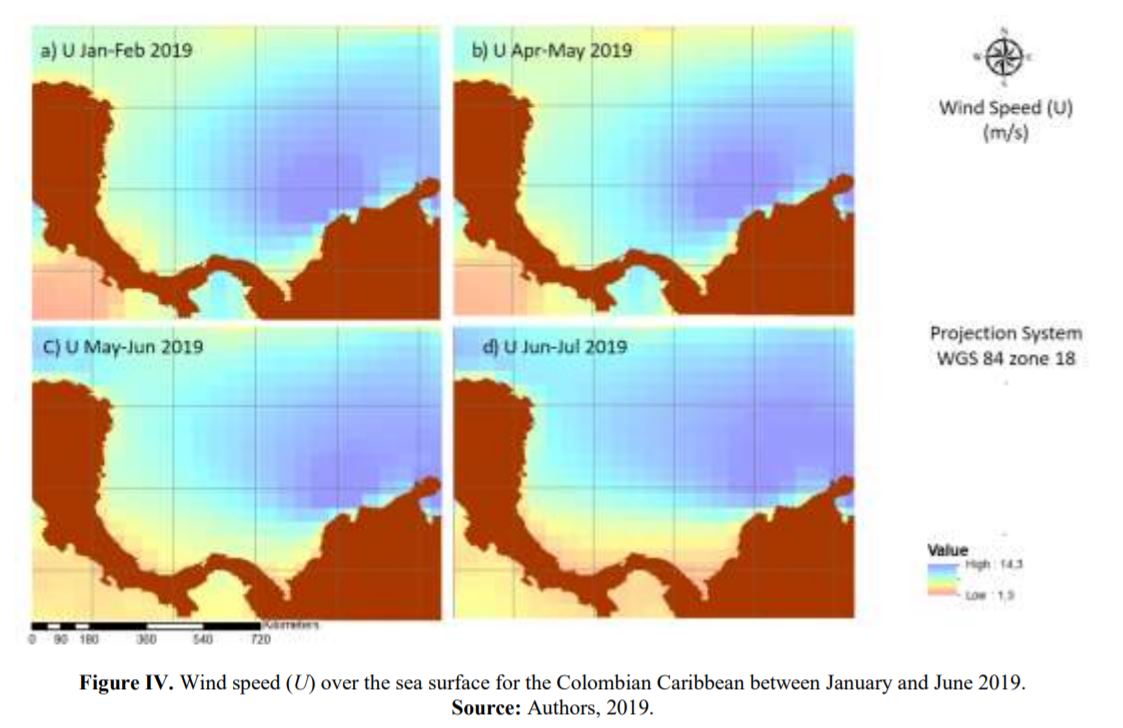 a) U Jan-Feb 2019
b) U Apr-May 2019
N
Wind Speed (U)
(m/s)
C) U May-Jun 2019
d) U Jun-Jul 2019
Projection System
WGS 84 zone 18
Value
High : 14,3
Low : 1,9
Kilometers
0 90 180 360 540 720
Figure IV. Wind speed (U) over the sea surface for the Colombian Caribbean between January and June 2019.
Source: Authors, 2019.